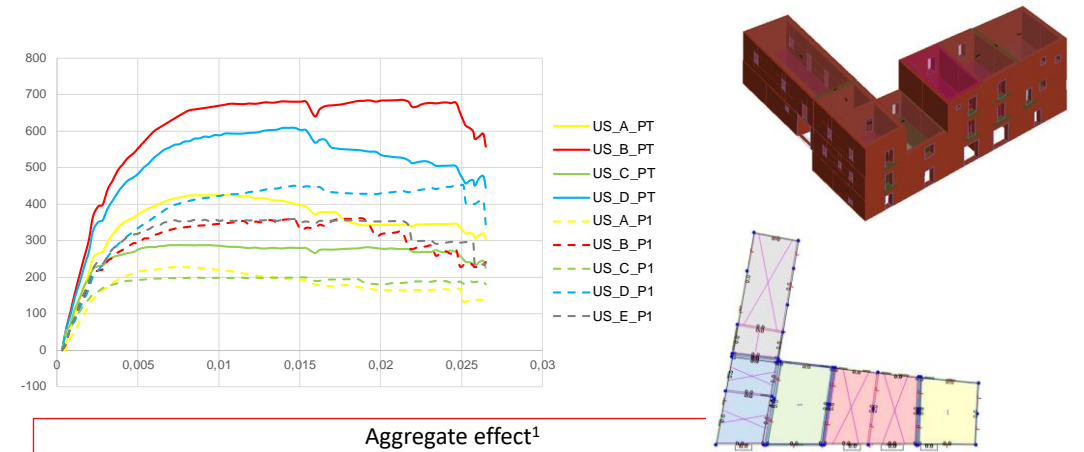 800
700
600
500
400
300
200
100
0
-100
0 0,005 0,01 0,015 0,02 0,025 0,03
US_A_PT
US_B_PT
US_C_PT
US_D_PT
US_A_P1
US_B_P1
US_C_P1
US_D_P1
US_E_P1
Aggregate effect¹